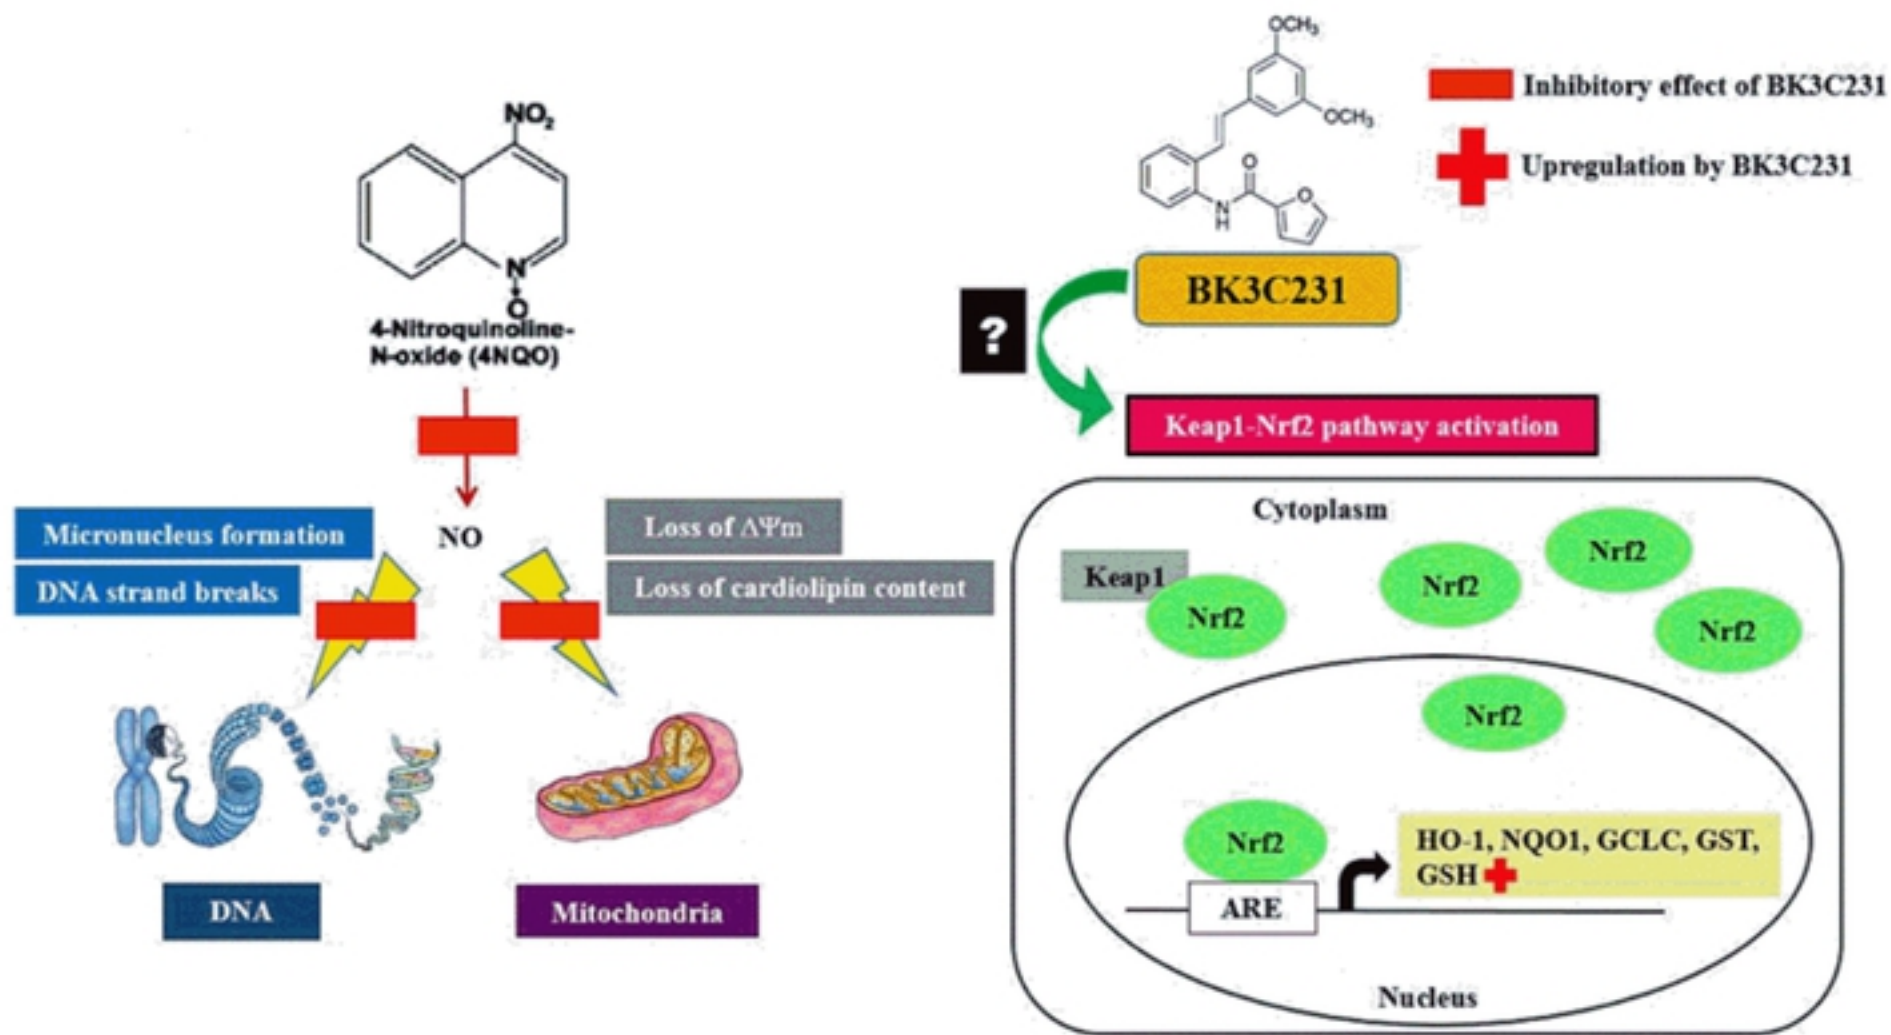 OCH₃
OCH₃
O
N
H
O
Inhibitory effect of BK3C231
Upregulation by BK3C231
NO₂
N
O
4-Nitroquinoline-
N-oxide (4NQO)
BK3C231
?
Keap1-Nrf2 pathway activation
Micronucleus formation
DNA strand breaks
NO
Loss of ΔΨm
Loss of cardiolipin content
DNA
Mitochondria
Cytoplasm
Keap1
Nrf2
Nrf2
Nrf2
Nrf2
Nrf2
Nrf2
ARE
HO-1, NQO1, GCLC, GST,
GSH
Nucleus